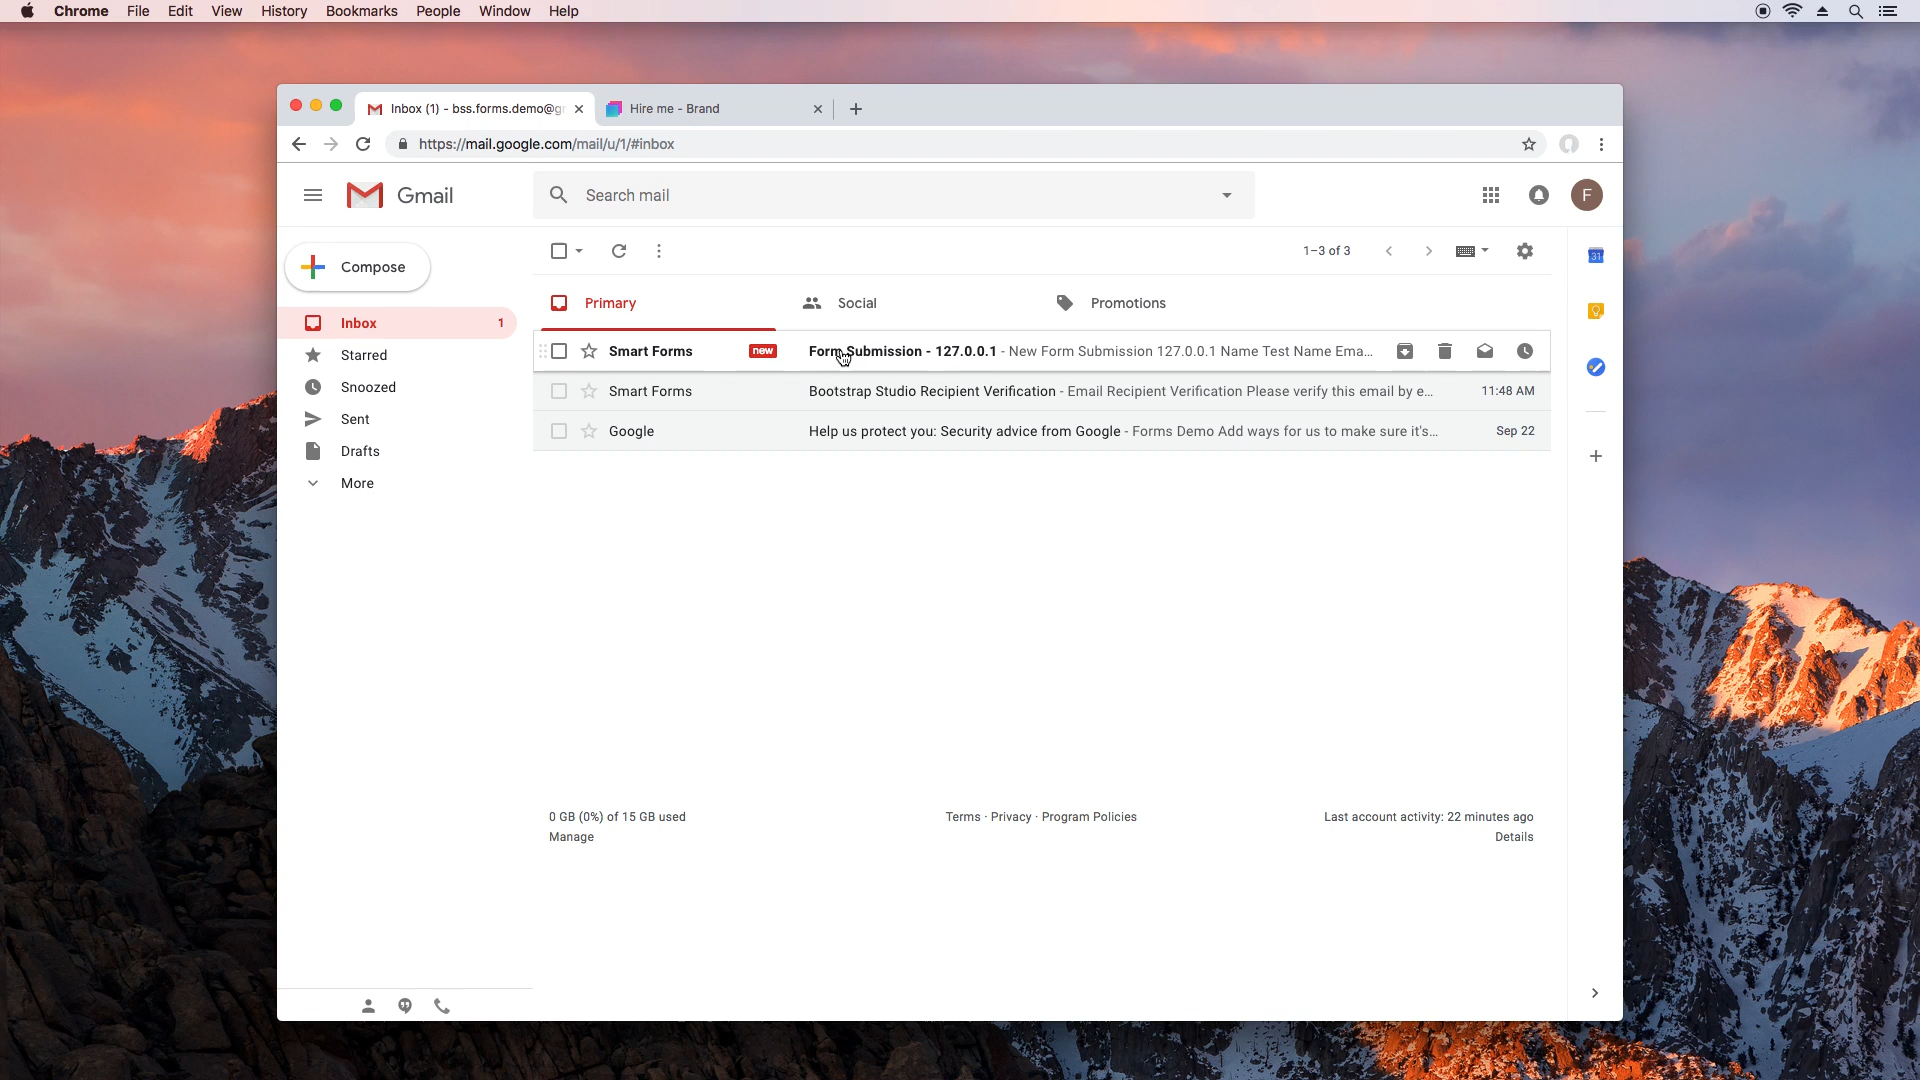 Chrome File Edit View History Bookmarks People Window Help
Inbox (1) - bss.forms.demo@g Hire me - Brand
https://mail.google.com/mail/u/1/#inbox
Gmail Search mail F
Compose 1–3 of 3 31
Primary Social Promotions
Inbox 1
Smart Forms new Form Submission - 127.0.0.1 - New Form Submission 127.0.0.1 Name Test Name Ema...
Starred
Snoozed
Smart Forms Bootstrap Studio Recipient Verification - Email Recipient Verification Please verify this email by e... 11:48 AM
Sent
Google Help us protect you: Security advice from Google - Forms Demo Add ways for us to make sure it's... Sep 22
Drafts
More
0 GB (0%) of 15 GB used Terms · Privacy · Program Policies Last account activity: 22 minutes ago
Manage Details